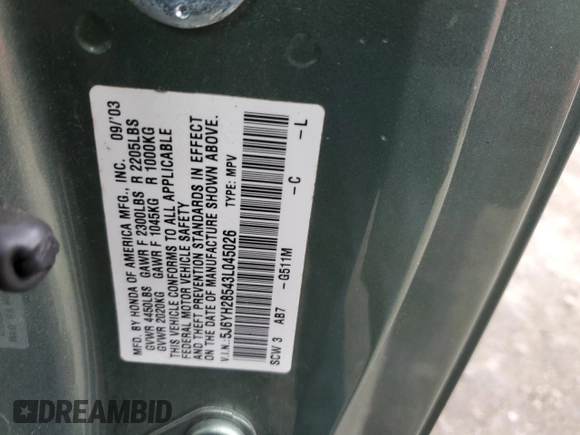 MFD. BY HONDA OF AMERICA MFG., INC. 09/'03
GVWR 4450LBS GAWR F 2300LBS R 2205LBS
GVWR 2020KG GAWR F 1045KG R 1000KG
THIS VEHICLE CONFORMS TO ALL APPLICABLE
FEDERAL MOTOR VEHICLE SAFETY
AND THEFT PREVENTION STANDARDS IN EFFECT
ON THE DATE OF MANUFACTURE SHOWN ABOVE.
V.I.N: 5J6YH28543L045026 TYPE: MPV
SCW 3 AB7 -G511M -C -L
DREAMBID